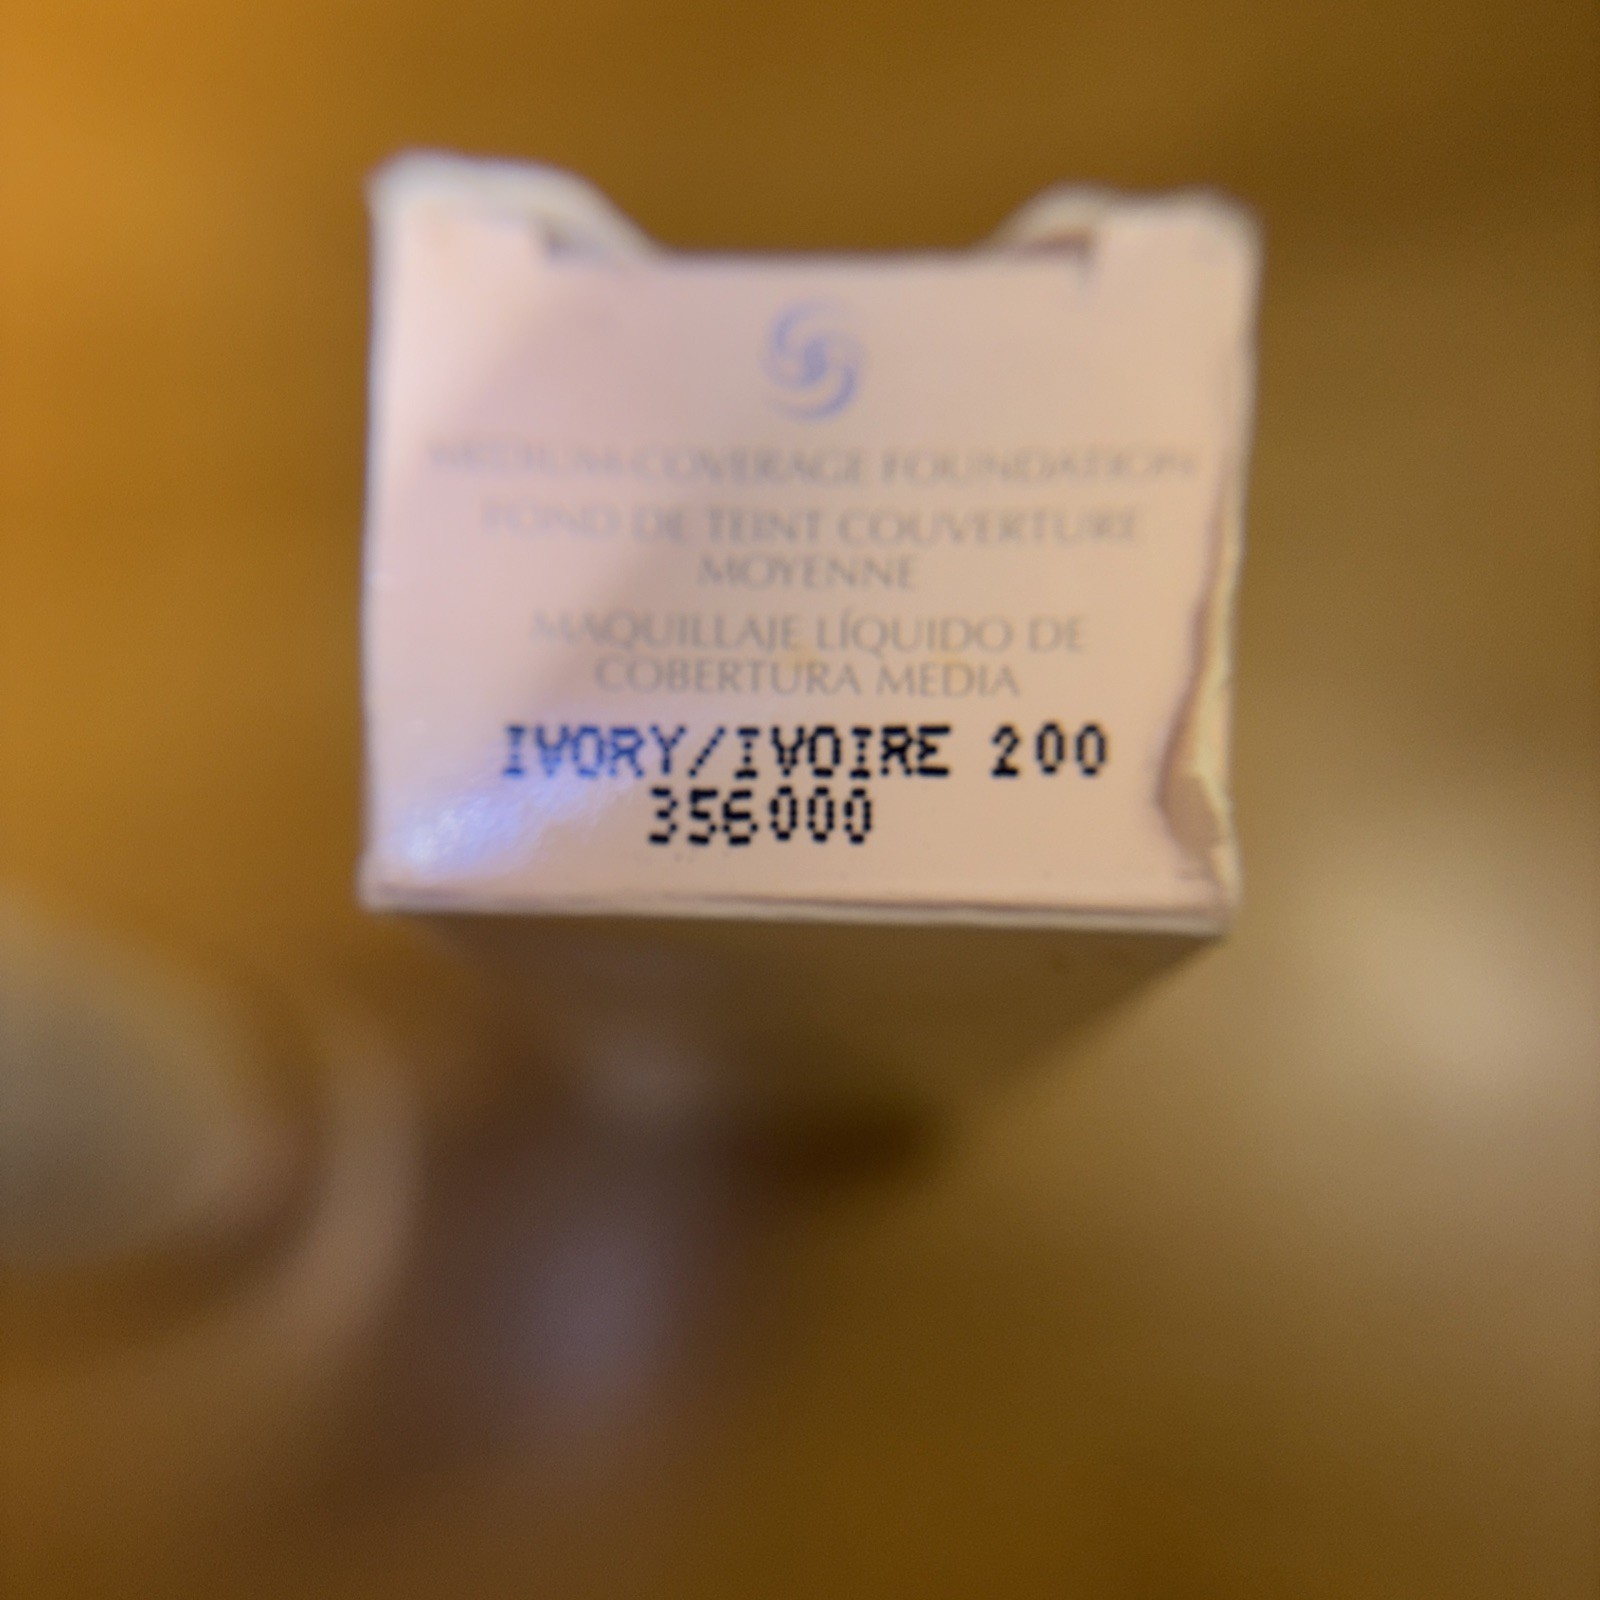 MEDIUM-COVERAGE FOUNDATION
FOND DE TEINT COUVERTURE
MOYENNE
MAQUILLAJE LÍQUIDO DE
COBERTURA MEDIA
IVORY/IVOIRE 200
356000